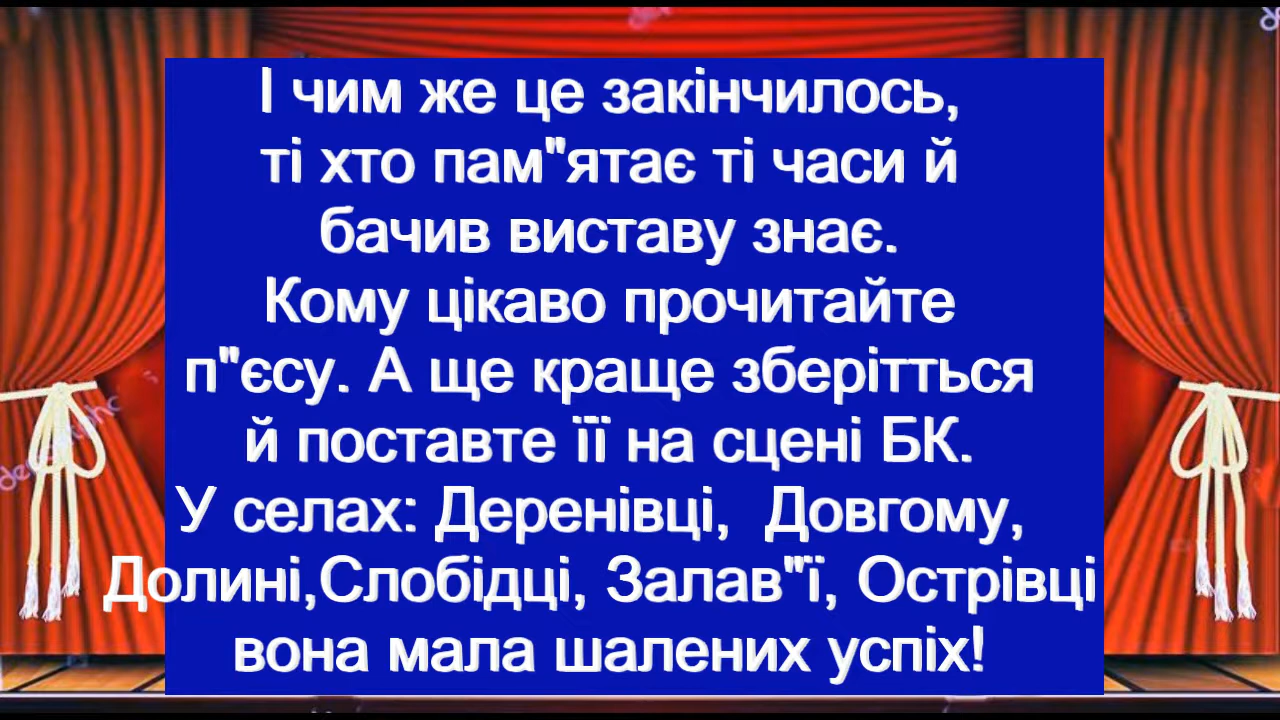 І чим же це закінчилось,
ті хто пам"ятає ті часи й
бачив виставу знає.
Кому цікаво прочитайте
п"єсу. А ще краще зберітться
й поставте її на сцені БК.
У селах: Деренівці,  Довгому,
Долині,Слобідці, Залав"ї, Острівці
вона мала шалених успіх!